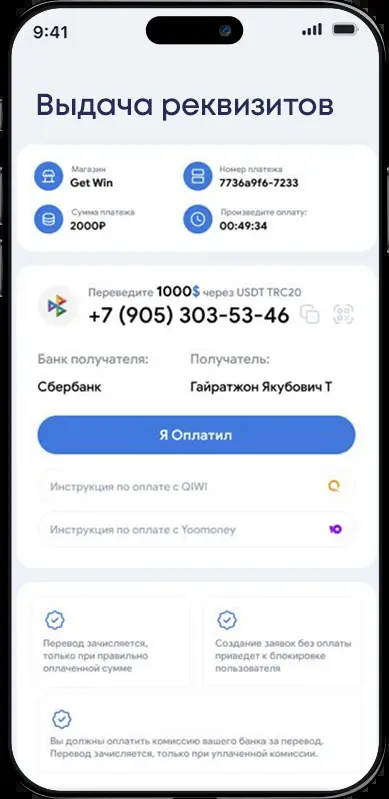 9:41
Выдача реквизитов
Магазин
Get Win
Номер платежа
7736a9f6-7233
Сумма платежа
2000₽
Произведите оплату:
00:49:34
Переведите 1000$ через USDT TRC20
+7 (905) 303-53-46
Банк получателя:
Получатель:
Сбербанк
Гайратжон Якубович Т
Я Оплатил
Инструкция по оплате с QIWI
Инструкция по оплате с Yoomoney
Перевод зачисляется,
только при правильно
оплаченной сумме
Создание заявок без оплаты
приведет к блокировке
пользователя
Вы должны оплатить комиссию вашего банка за перевод.
Перевод зачисляется, только при уплаченной комиссии.